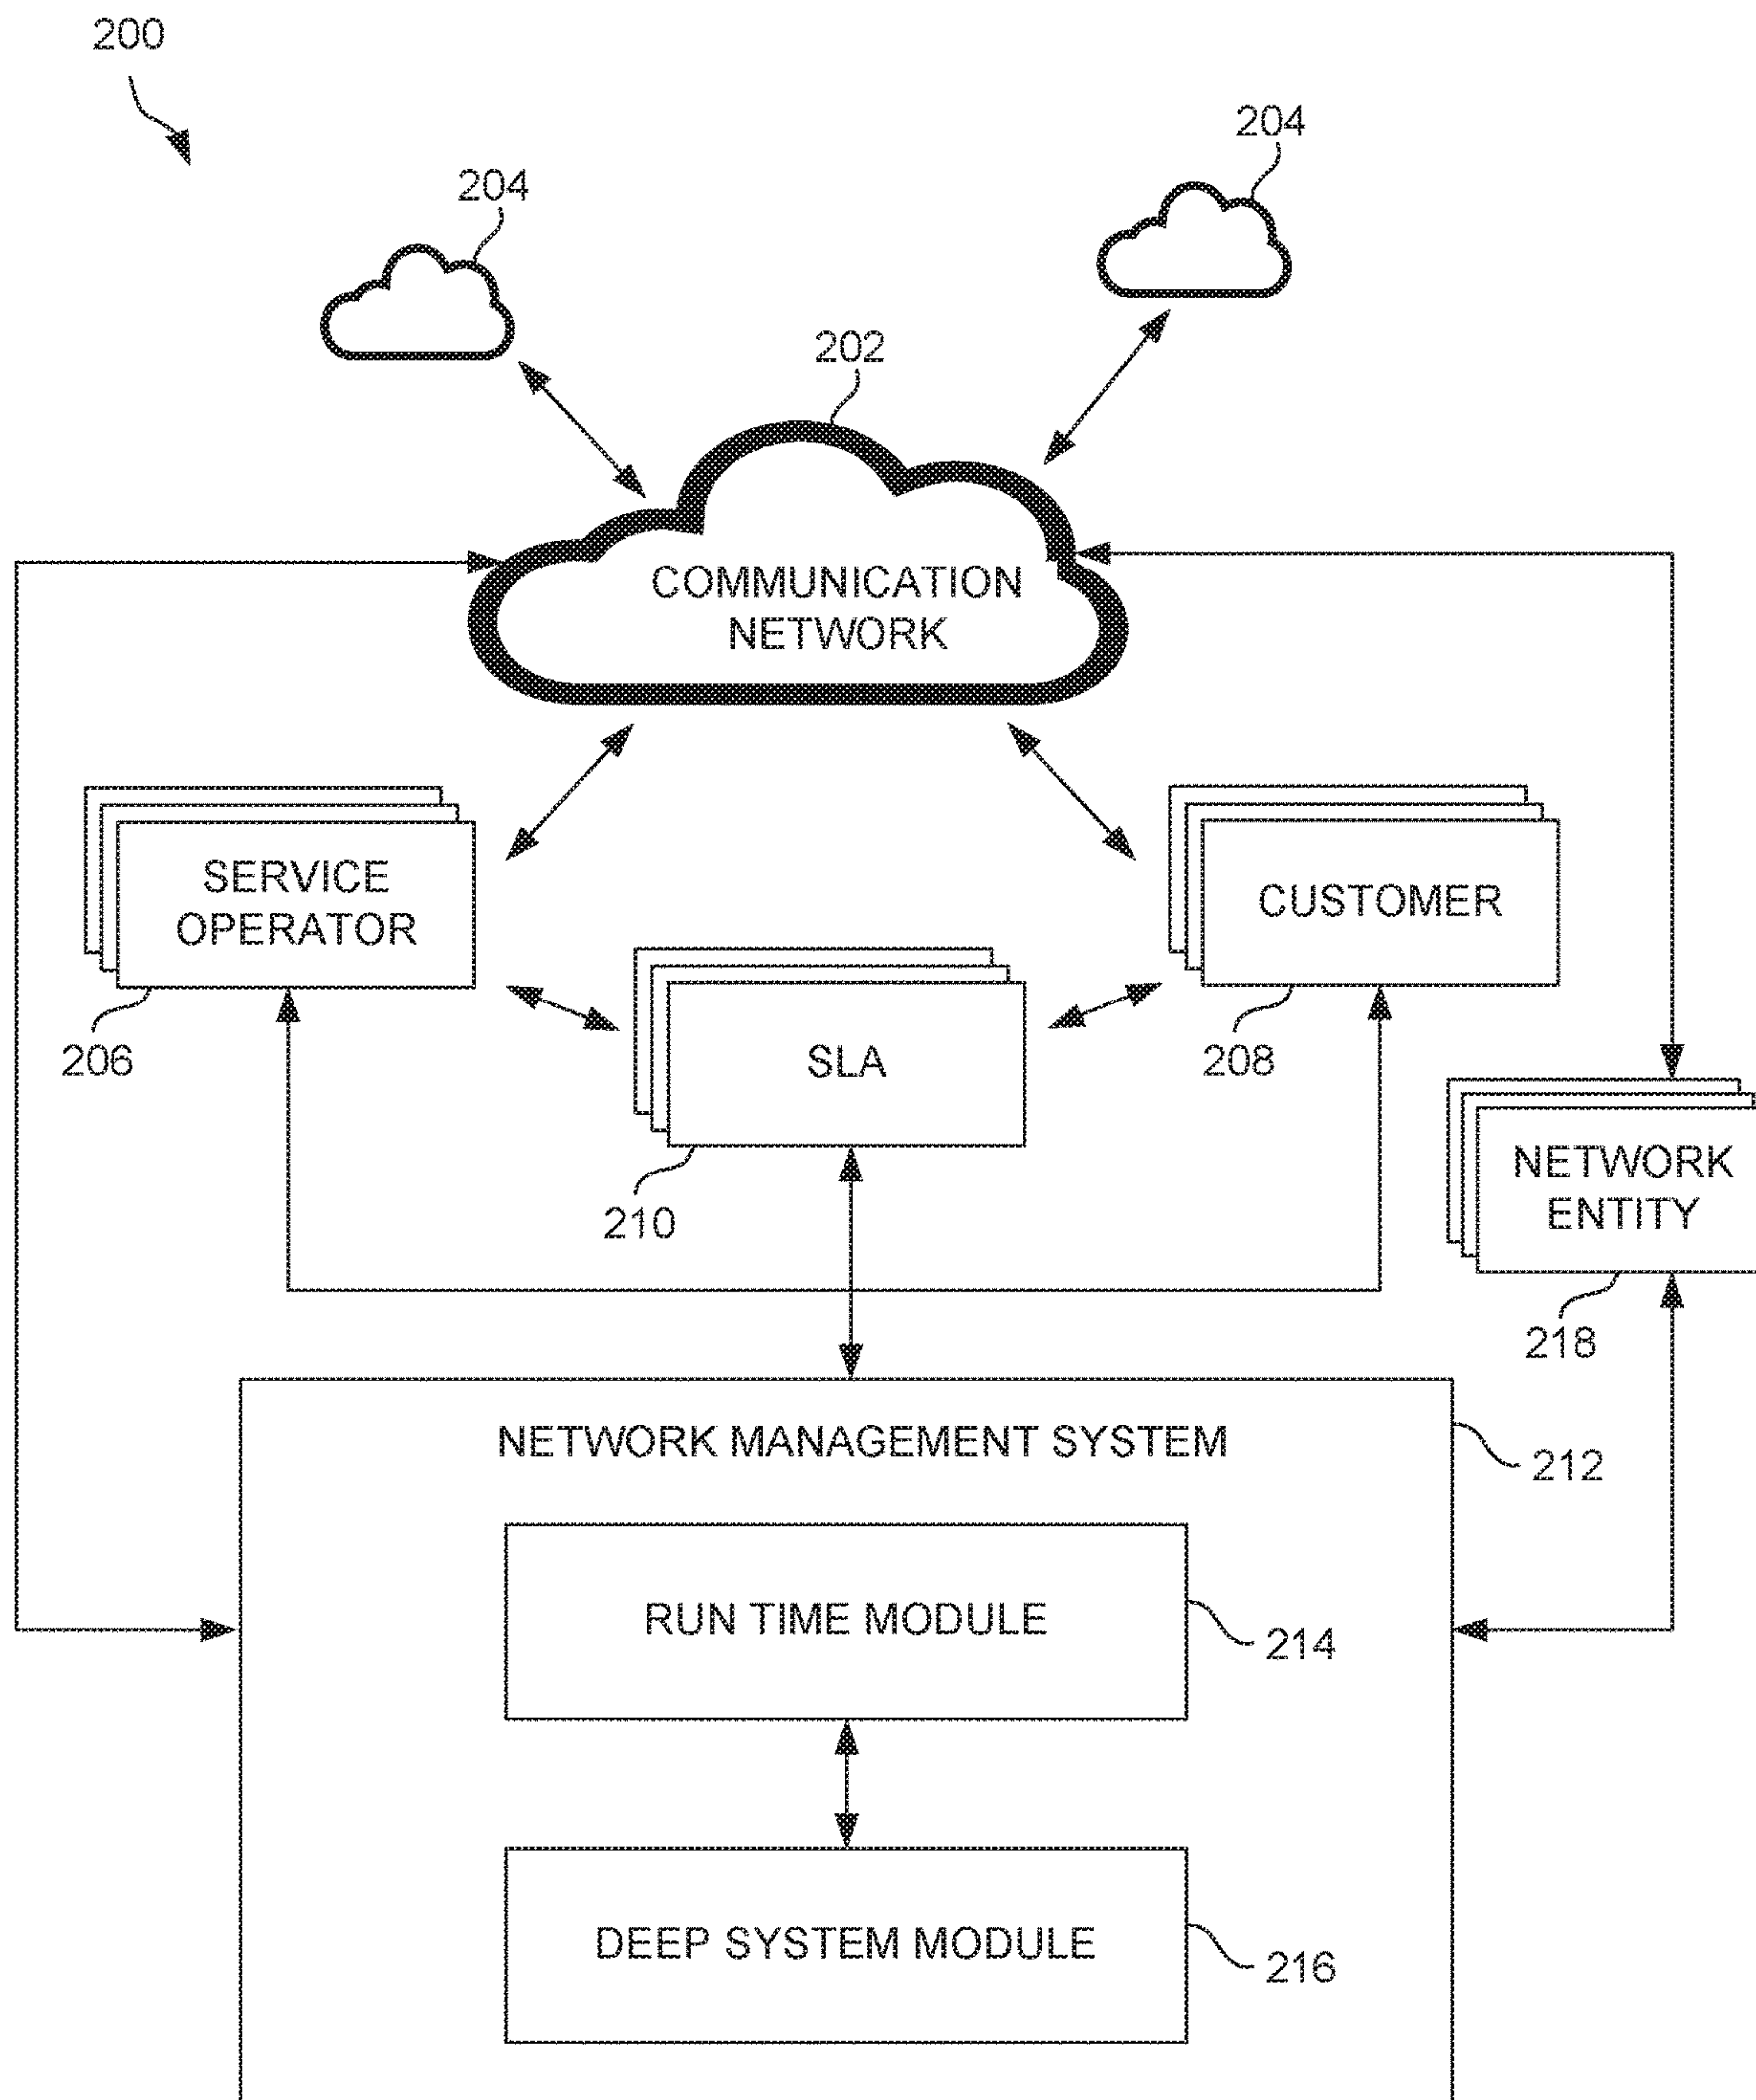 200
204
204
202
COMMUNICATION
NETWORK
SERVICE
OPERATOR
CUSTOMER
206
SLA
208
210
NETWORK
ENTITY
218
NETWORK MANAGEMENT SYSTEM
212
RUN TIME MODULE
214
DEEP SYSTEM MODULE
216